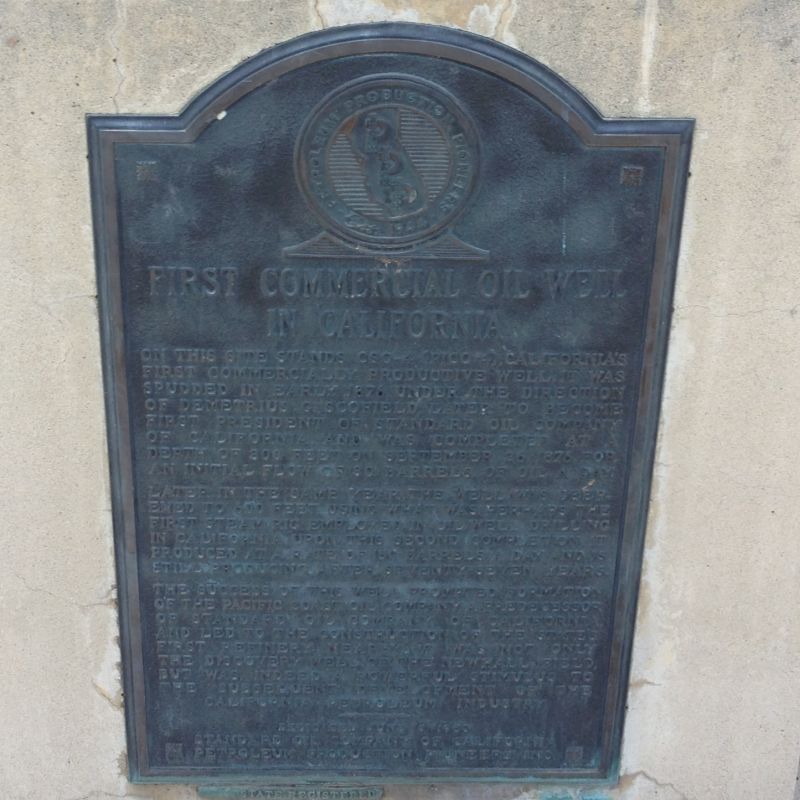 PETROLEUM PRODUCTION PIONEERS
PPP
FIRST COMMERCIAL OIL WELL
IN CALIFORNIA
ON THIS SITE STANDS CSO-4 (PICO 4), CALIFORNIA'S
FIRST COMMERCIALLY PRODUCTIVE WELL. IT WAS
SPUDDED IN EARLY 1876 UNDER THE DIRECTION
OF DEMETRIUS G. SCOFIELD LATER TO BECOME
FIRST PRESIDENT OF STANDARD OIL COMPANY
OF CALIFORNIA AND WAS COMPLETED AT A
DEPTH OF 300 FEET ON SEPTEMBER 26, 1876 FOR
AN INITIAL FLOW OF 30 BARRELS OF OIL A DAY
LATER IN THE SAME YEAR THE WELL WAS DEEP-
ENED TO FEET USING WHAT WAS PERHAPS THE
FIRST STEAM RIG EMPLOYED IN OIL WELL DRILLING
IN CALIFORNIA. UPON THIS SECOND COMPLETION IT
PRODUCED AT A RATE OF 150 BARRELS A DAY AND IS
STILL PRODUCING AFTER SEVENTY-SEVEN YEARS
THE SUCCESS OF THIS WELL PROMPTED FORMATION
OF THE PACIFIC COAST OIL COMPANY A PREDECESSOR
OF STANDARD OIL COMPANY OF CALIFORNIA
AND LED TO THE CONSTRUCTION OF THE STATE'S
FIRST REFINERY NEARBY. IT WAS NOT ONLY
THE DISCOVERY WELL OF THE NEWHALL FIELD,
BUT WAS INDEED A POWERFUL STIMULUS TO
THE SUBSEQUENT DEVELOPMENT OF THE
CALIFORNIA PETROLEUM INDUSTRY
STANDARD OIL COMPANY OF CALIFORNIA
PETROLEUM PRODUCTION PIONEERS, INC.
STATE REGISTERED